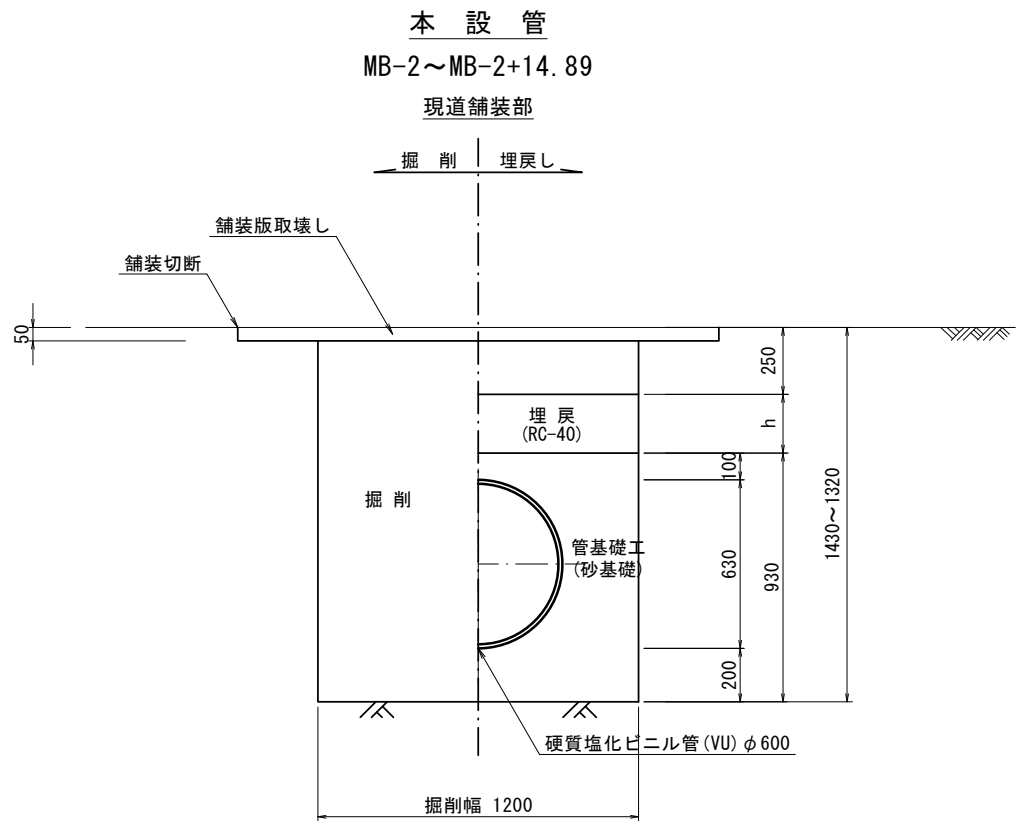 本 設 管
MB-2～MB-2+14.89
現道舗装部
掘 削 埋戻し
舗装版取壊し
舗装切断
50
250
埋 戻
(RC-40)
h
100
掘 削
1430～1320
管基礎工
(砂基礎)
630
930
200
硬質塩化ビニル管(VU)φ600
掘削幅 1200